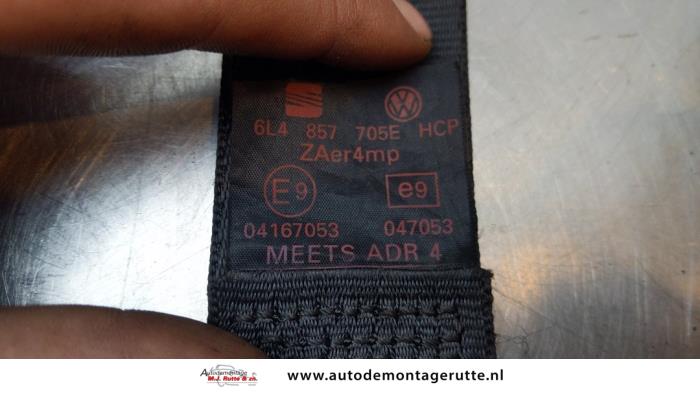 6L4 857 705E HCP
ZAer4mp
E9 e9
04167053 047053
MEETS ADR 4
Autodemontage
M.J. Rutte & zn.
www.autodemontagerutte.nl